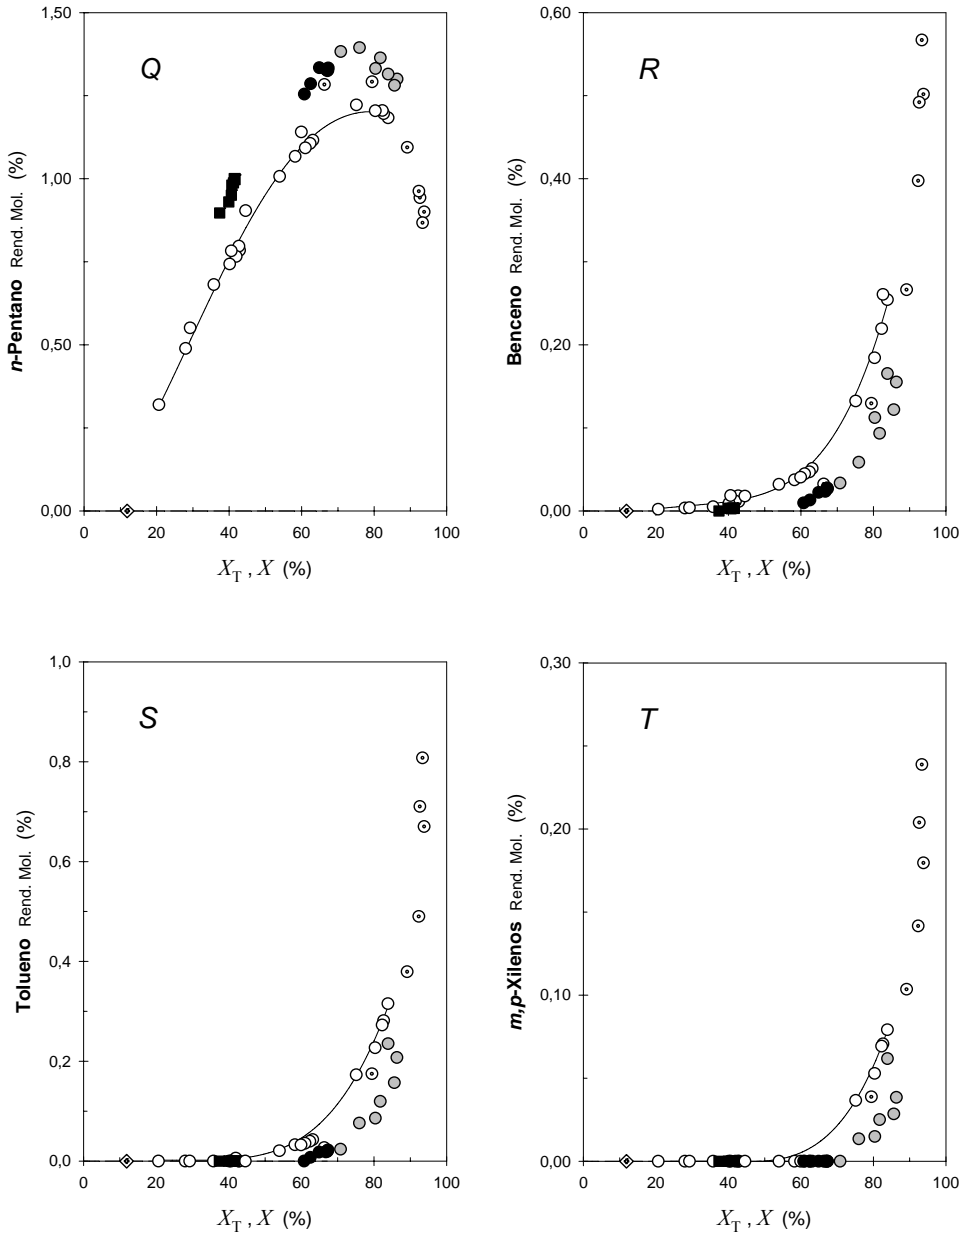 1,50
1,00
0,50
0,00
0 20 40 60 80 100
n-Pentano Rend. Mol. (%)
Q
X_T , X (%)
0,60
0,40
0,20
0,00
0 20 40 60 80 100
Benceno Rend. Mol. (%)
R
X_T , X (%)
1,0
0,8
0,6
0,4
0,2
0,0
0 20 40 60 80 100
Tolueno Rend. Mol. (%)
S
X_T , X (%)
0,30
0,20
0,10
0,00
0 20 40 60 80 100
m,p-Xilenos Rend. Mol. (%)
T
X_T , X (%)